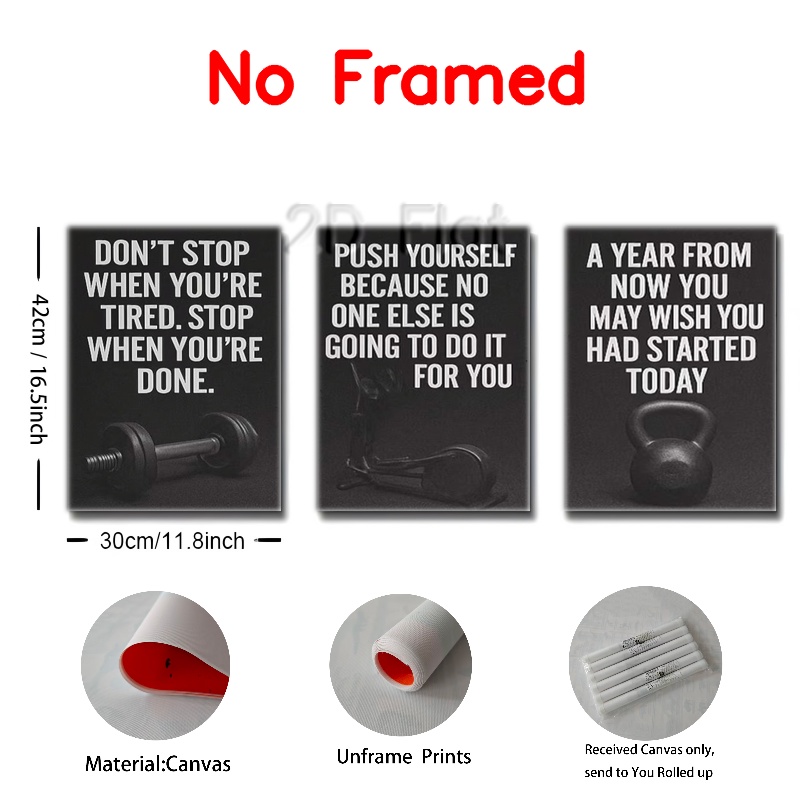 No Framed
2D Flat
DON'T STOP
WHEN YOU'RE
TIRED. STOP
WHEN YOU'RE
DONE.
PUSH YOURSELF
BECAUSE NO
ONE ELSE IS
GOING TO DO IT
FOR YOU
A YEAR FROM
NOW YOU
MAY WISH YOU
HAD STARTED
TODAY
42cm / 16.5inch
30cm/11.8inch
Material:Canvas
Unframe Prints
Received Canvas only,
send to You Rolled up